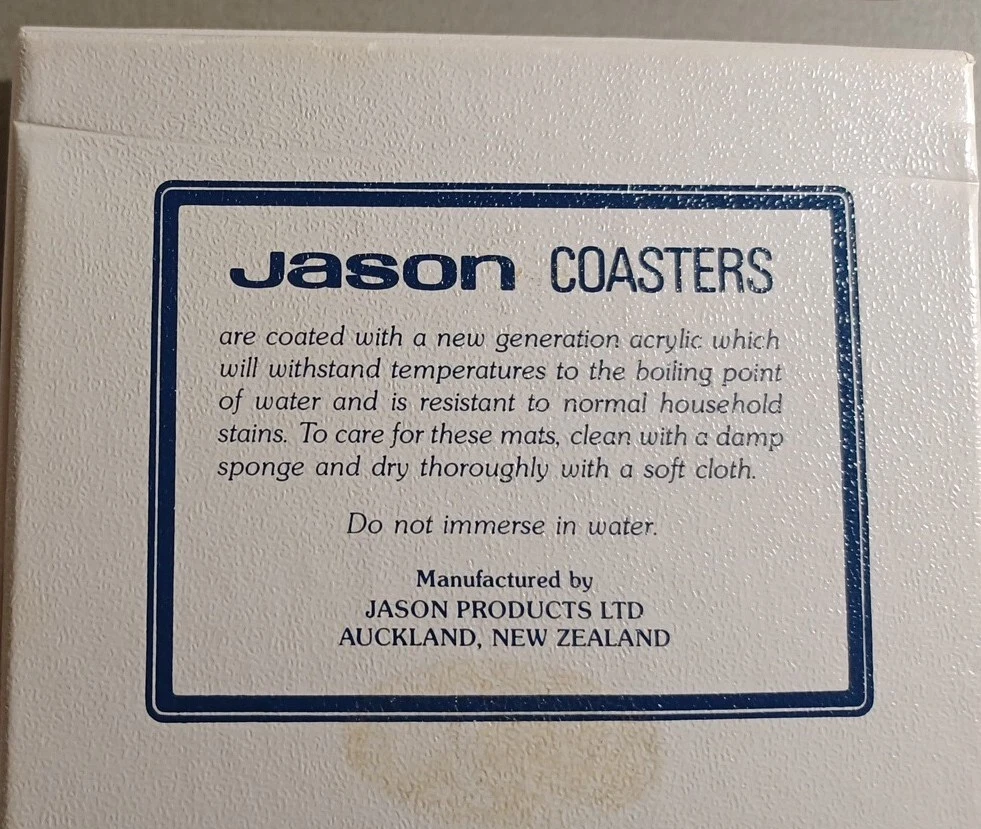 Jason COASTERS
are coated with a new generation acrylic which
will withstand temperatures to the boiling point
of water and is resistant to normal household
stains. To care for these mats, clean with a damp
sponge and dry thoroughly with a soft cloth.
Do not immerse in water.
Manufactured by
JASON PRODUCTS LTD
AUCKLAND, NEW ZEALAND